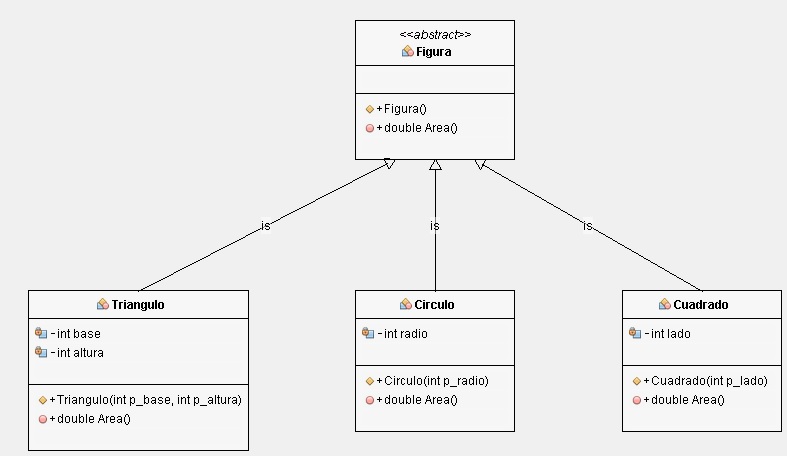 <<abstract>>
Figura
+Figura()
+double Area()
is
is
is
Triangulo
-int base
-int altura
+Triangulo(int p_base, int p_altura)
+double Area()
Circulo
-int radio
+Circulo(int p_radio)
+double Area()
Cuadrado
-int lado
+Cuadrado(int p_lado)
+double Area()